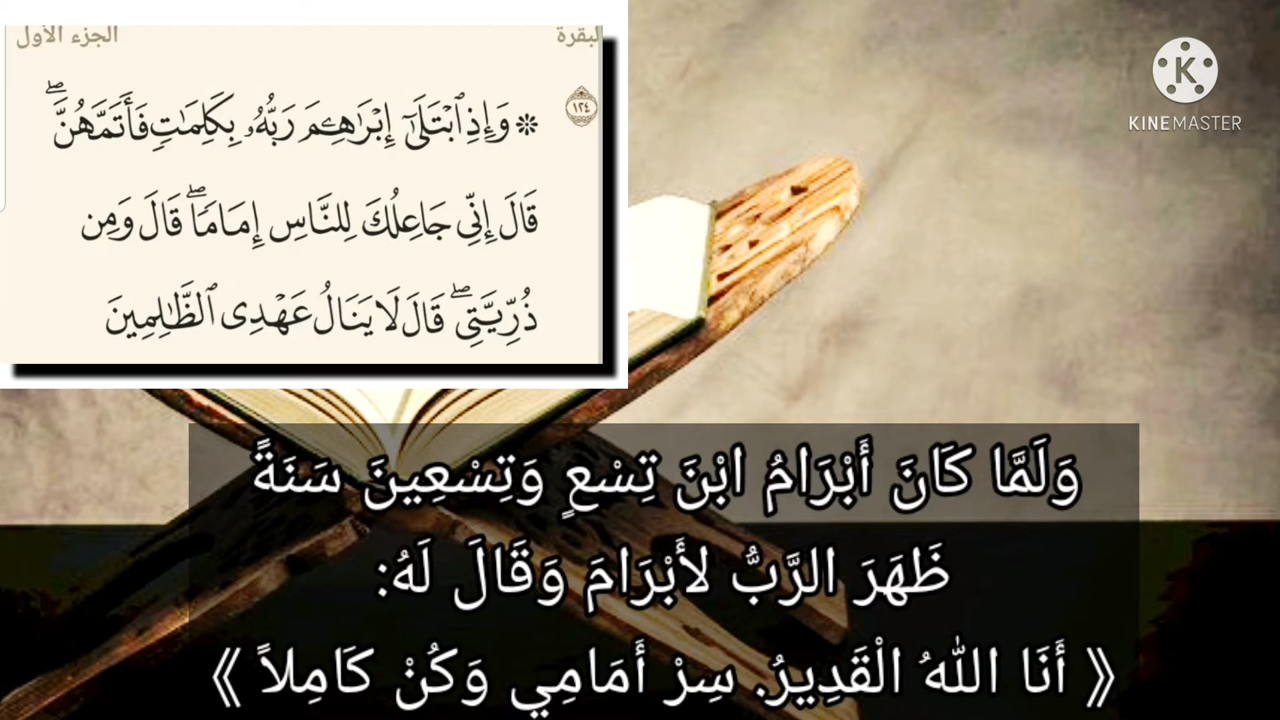 البقرة
الجزء الأول
١٢٤
۞ وَإِذِ ٱبْتَلَىٰٓ إِبْرَٰهِـۧمَ رَبُّهُۥ بِكَلِمَٰتٍ فَأَتَمَّهُنَّ ۖ
قَالَ إِنِّى جَاعِلُكَ لِلنَّاسِ إِمَامًا ۖ قَالَ وَمِن
ذُرِّيَّتِى ۖ قَالَ لَا يَنَالُ عَهْدِى ٱلظَّٰلِمِينَ
KINEMASTER
وَلَمَّا كَانَ أَبْرَامُ ابْنَ تِسْعٍ وَتِسْعِينَ سَنَةً
ظَهَرَ الرَّبُّ لأَبْرَامَ وَقَالَ لَهُ:
《 أَنَا اللهُ الْقَدِيرُ. سِرْ أَمَامِي وَكُنْ كَامِلاً 》